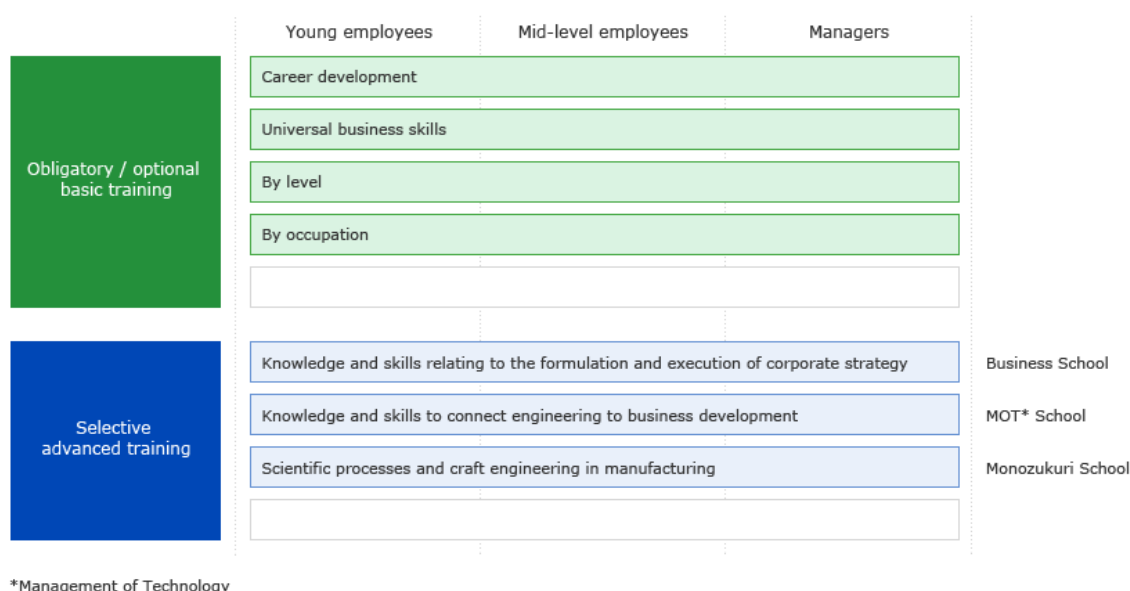 Young employees
Mid-level employees
Managers
Obligatory / optional
basic training
Career development
Universal business skills
By level
By occupation
Selective
advanced training
Knowledge and skills relating to the formulation and execution of corporate strategy
Business School
Knowledge and skills to connect engineering to business development
MOT* School
Scientific processes and craft engineering in manufacturing
Monozukuri School
*Management of Technology